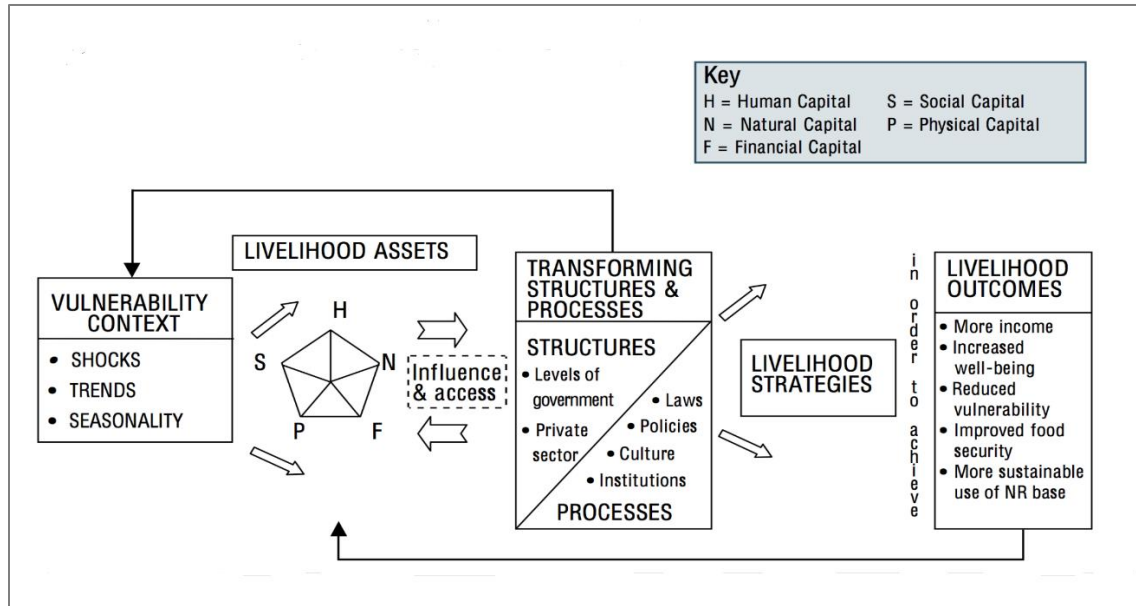 Key
H = Human Capital S = Social Capital
N = Natural Capital P = Physical Capital
F = Financial Capital
LIVELIHOOD ASSETS
VULNERABILITY
CONTEXT
• SHOCKS
• TRENDS
• SEASONALITY
H
S
N
P
F
Influence
& access
TRANSFORMING
STRUCTURES &
PROCESSES
STRUCTURES
• Levels of
government
• Private
sector
• Laws
• Policies
• Culture
• Institutions
PROCESSES
LIVELIHOOD
STRATEGIES
in order to achieve
LIVELIHOOD
OUTCOMES
• More income
• Increased
well-being
• Reduced
vulnerability
• Improved food
security
• More sustainable
use of NR base